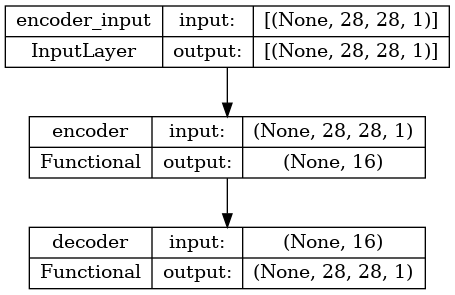 encoder_input input: [(None, 28, 28, 1)]
InputLayer output: [(None, 28, 28, 1)]
encoder input: (None, 28, 28, 1)
Functional output: (None, 16)
decoder input: (None, 16)
Functional output: (None, 28, 28, 1)